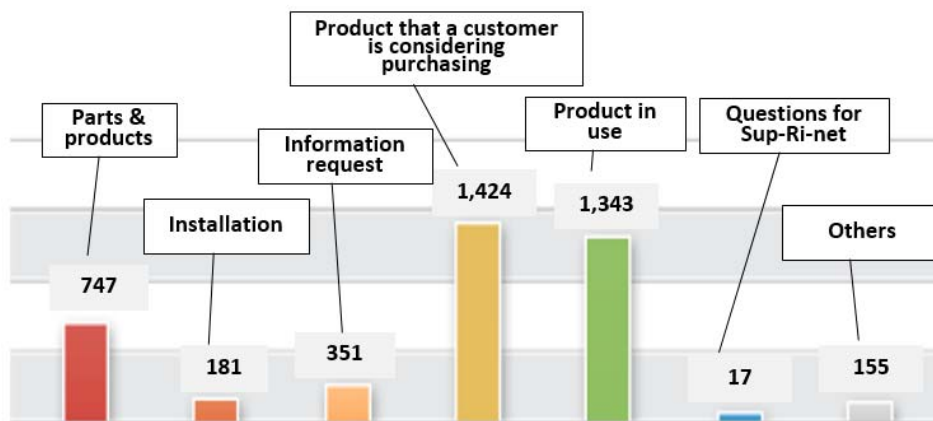 Product that a customer
is considering
purchasing
Parts &
products
Information
request
Product in
use
Questions for
Sup-Ri-net
Installation
Others
1,424
1,343
747
181
351
17
155